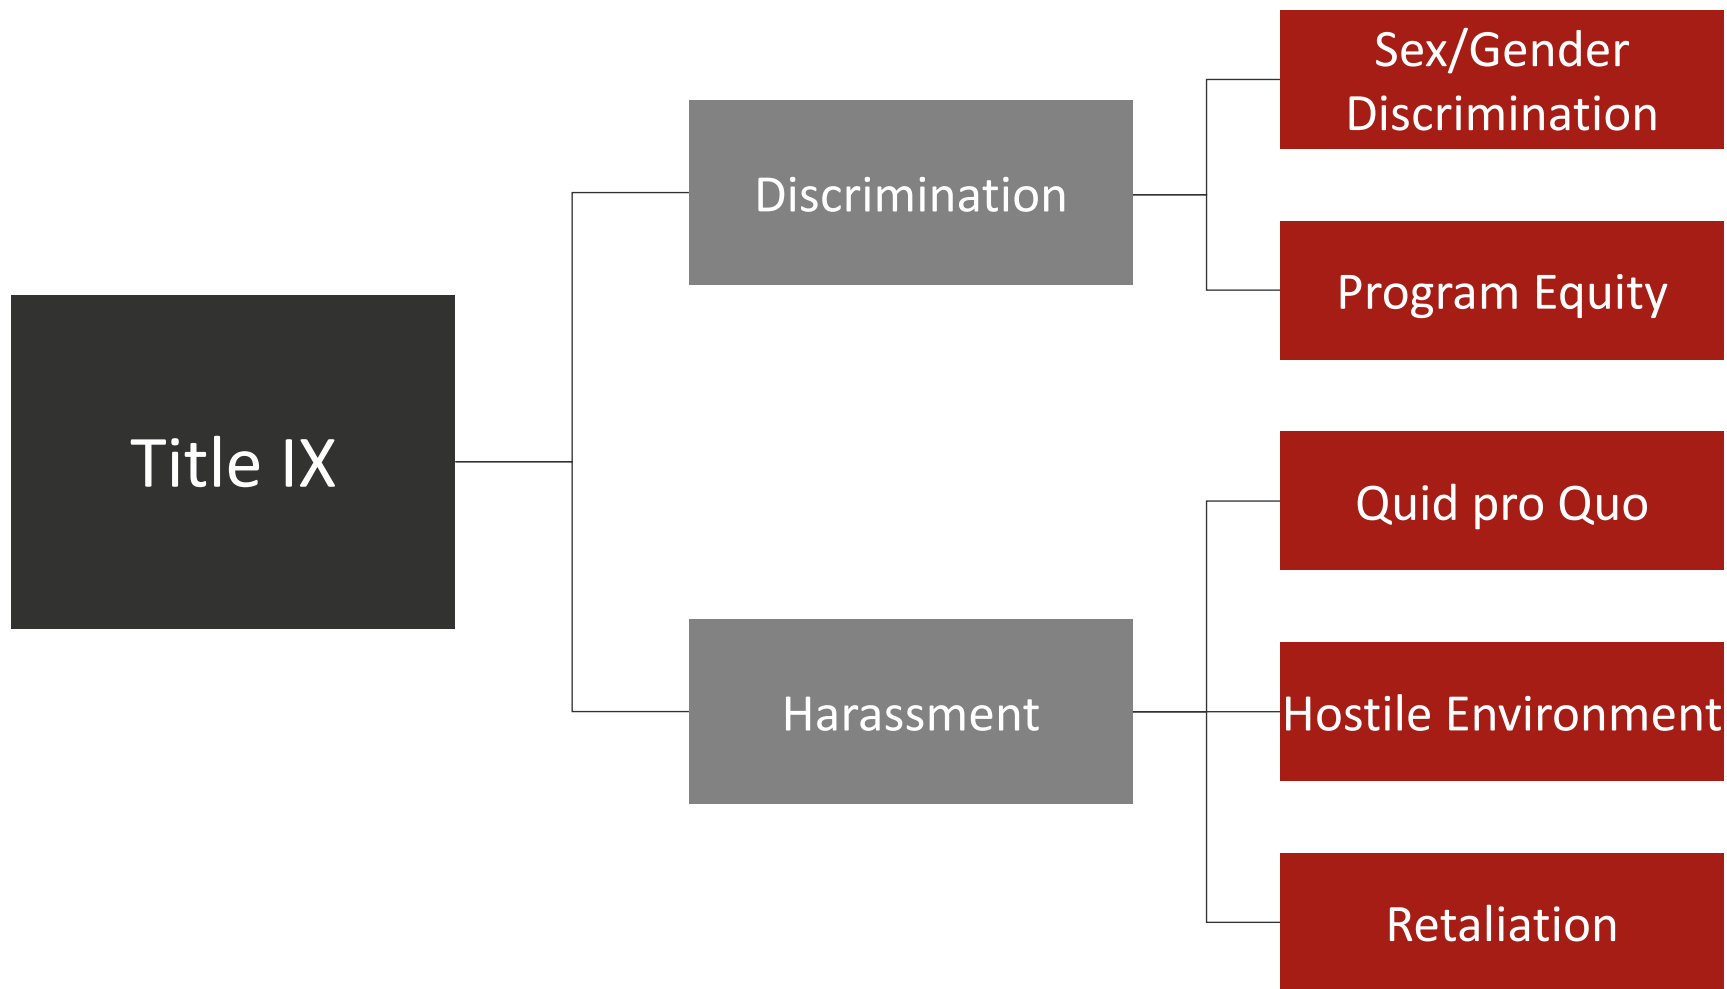 Title IX
Discrimination
Sex/Gender
Discrimination
Program Equity
Harassment
Quid pro Quo
Hostile Environment
Retaliation